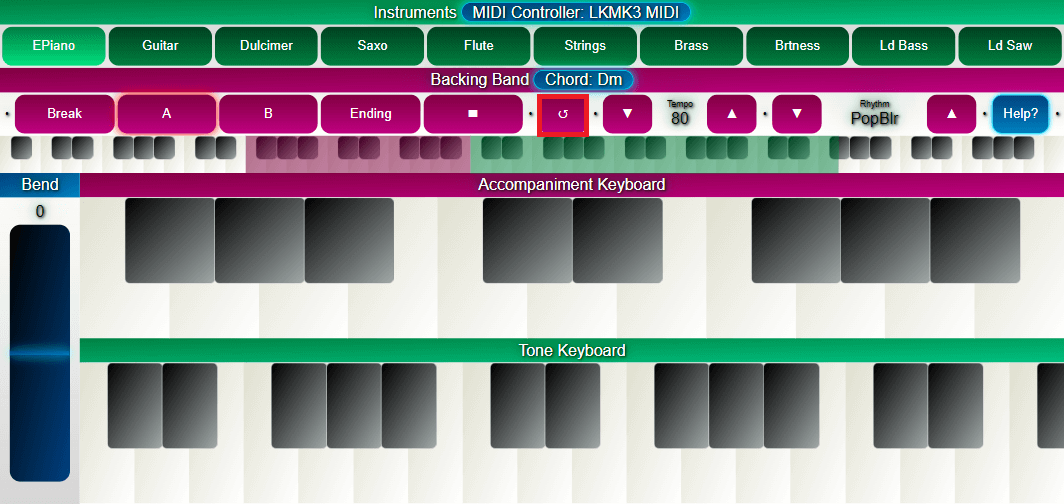 Instruments MIDI Controller: LKMK3 MIDI
EPiano Guitar Dulcimer Saxo Flute Strings Brass Brtness Ld Bass Ld Saw
Backing Band Chord: Dm
Break A B Ending ■ ↺ ▼ Tempo 80 ▲ ▼ Rhythm PopBlr ▲ Help?
Bend Accompaniment Keyboard
0
Tone Keyboard